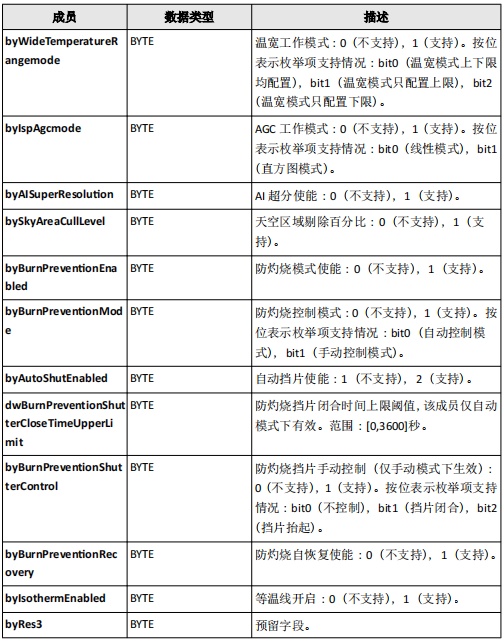 成员 数据类型 描述
byWideTemperatureR BYTE 温宽工作模式：0（不支持），1（支持）。按位
angemode 表示枚举项支持情况：bit0（温宽模式上下限
均配置），bit1（温宽模式只配置上限），bit2
（温宽模式只配置下限）。
byIspAgcmode BYTE AGC 工作模式：0（不支持），1（支持）。按位
表示枚举项支持情况：bit0（线性模式），bit1
（直方图模式）。
byAISuperResolution BYTE AI 超分使能：0（不支持），1（支持）。
bySkyAreaCullLevel BYTE 天空区域剔除百分比：0（不支持），1（支
持）。
byBurnPreventionEna BYTE 防灼烧模式使能：0（不支持），1（支持）。
bled
byBurnPreventionMod BYTE 防灼烧控制模式：0（不支持），1（支持）。按
e 位表示枚举项支持情况：bit0（自动控制模
式），bit1（手动控制模式）。
byAutoShutEnabled BYTE 自动挡片使能：1（不支持），2（支持）。
dwBurnPreventionShut BYTE 防灼烧挡片闭合时间上限阈值，该成员仅自动
terCloseTimeUpperLi 模式下有效。范围：[0,3600]秒。
mit
byBurnPreventionShut BYTE 防灼烧挡片手动控制（仅手动模式下生效）：
terControl 0（不支持），1（支持）。按位表示枚举项支持
情况：bit0（不控制），bit1（挡片闭合），bit2
（挡片抬起）。
byBurnPreventionRec BYTE 防灼烧自恢复使能：0（不支持），1（支持）。
overy
byIsothermEnabled BYTE 等温线开启：0（不支持），1（支持）。
byRes3 BYTE 预留字段。